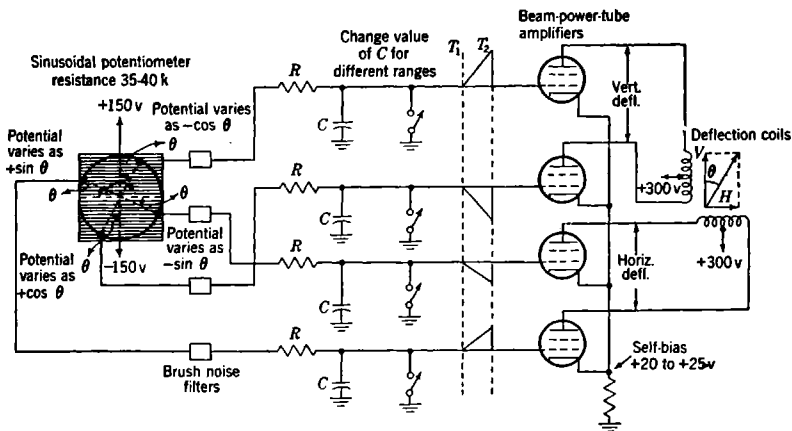 Beam-power-tube
amplifiers
Change value
of C for
different ranges
T₁
T₂
Sinusoidal potentiometer
resistance 35-40 k
+150 v
Potential varies
as −cos θ
R
C
Vert.
defl.
Potential
varies as
+sin θ
θ
θ
θ
θ
Deflection coils
V
θ
H
+300 v
R
C
Potential
varies as
−sin θ
Potential
varies as
+cos θ
−150 v
R
C
Horiz.
defl.
+300 v
R
C
Brush noise
filters
Self-bias
+20 to +25v